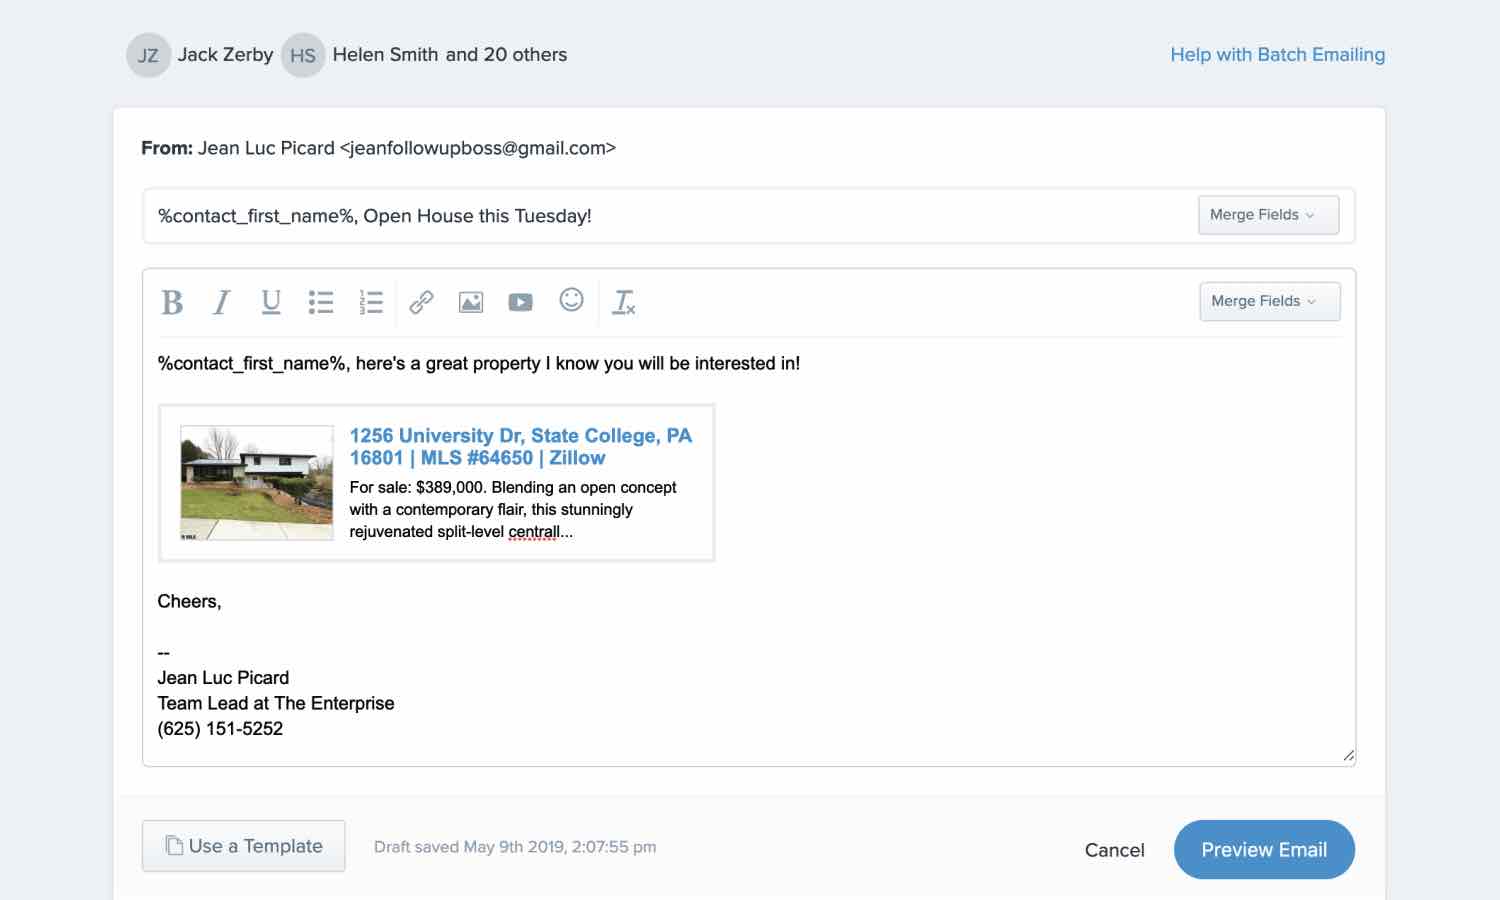 JZ Jack Zerby HS Helen Smith and 20 others
Help with Batch Emailing
From: Jean Luc Picard <jeanfollowupboss@gmail.com>
%contact_first_name%, Open House this Tuesday!
Merge Fields
B I U
Merge Fields
%contact_first_name%, here's a great property I know you will be interested in!
1256 University Dr, State College, PA
16801 | MLS #64650 | Zillow
For sale: $389,000. Blending an open concept
with a contemporary flair, this stunningly
rejuvenated split-level centrall...
Cheers,
--
Jean Luc Picard
Team Lead at The Enterprise
(625) 151-5252
Use a Template
Draft saved May 9th 2019, 2:07:55 pm
Cancel
Preview Email